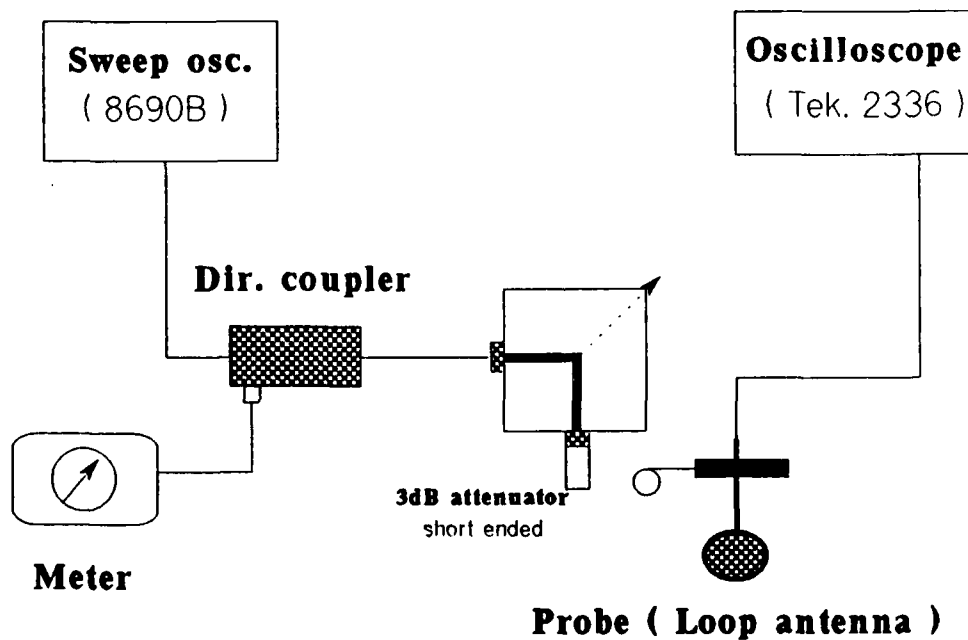 Sweep osc.
( 8690B )
Oscilloscope
( Tek. 2336 )
Dir. coupler
3dB attenuator
short ended
Meter
Probe ( Loop antenna )